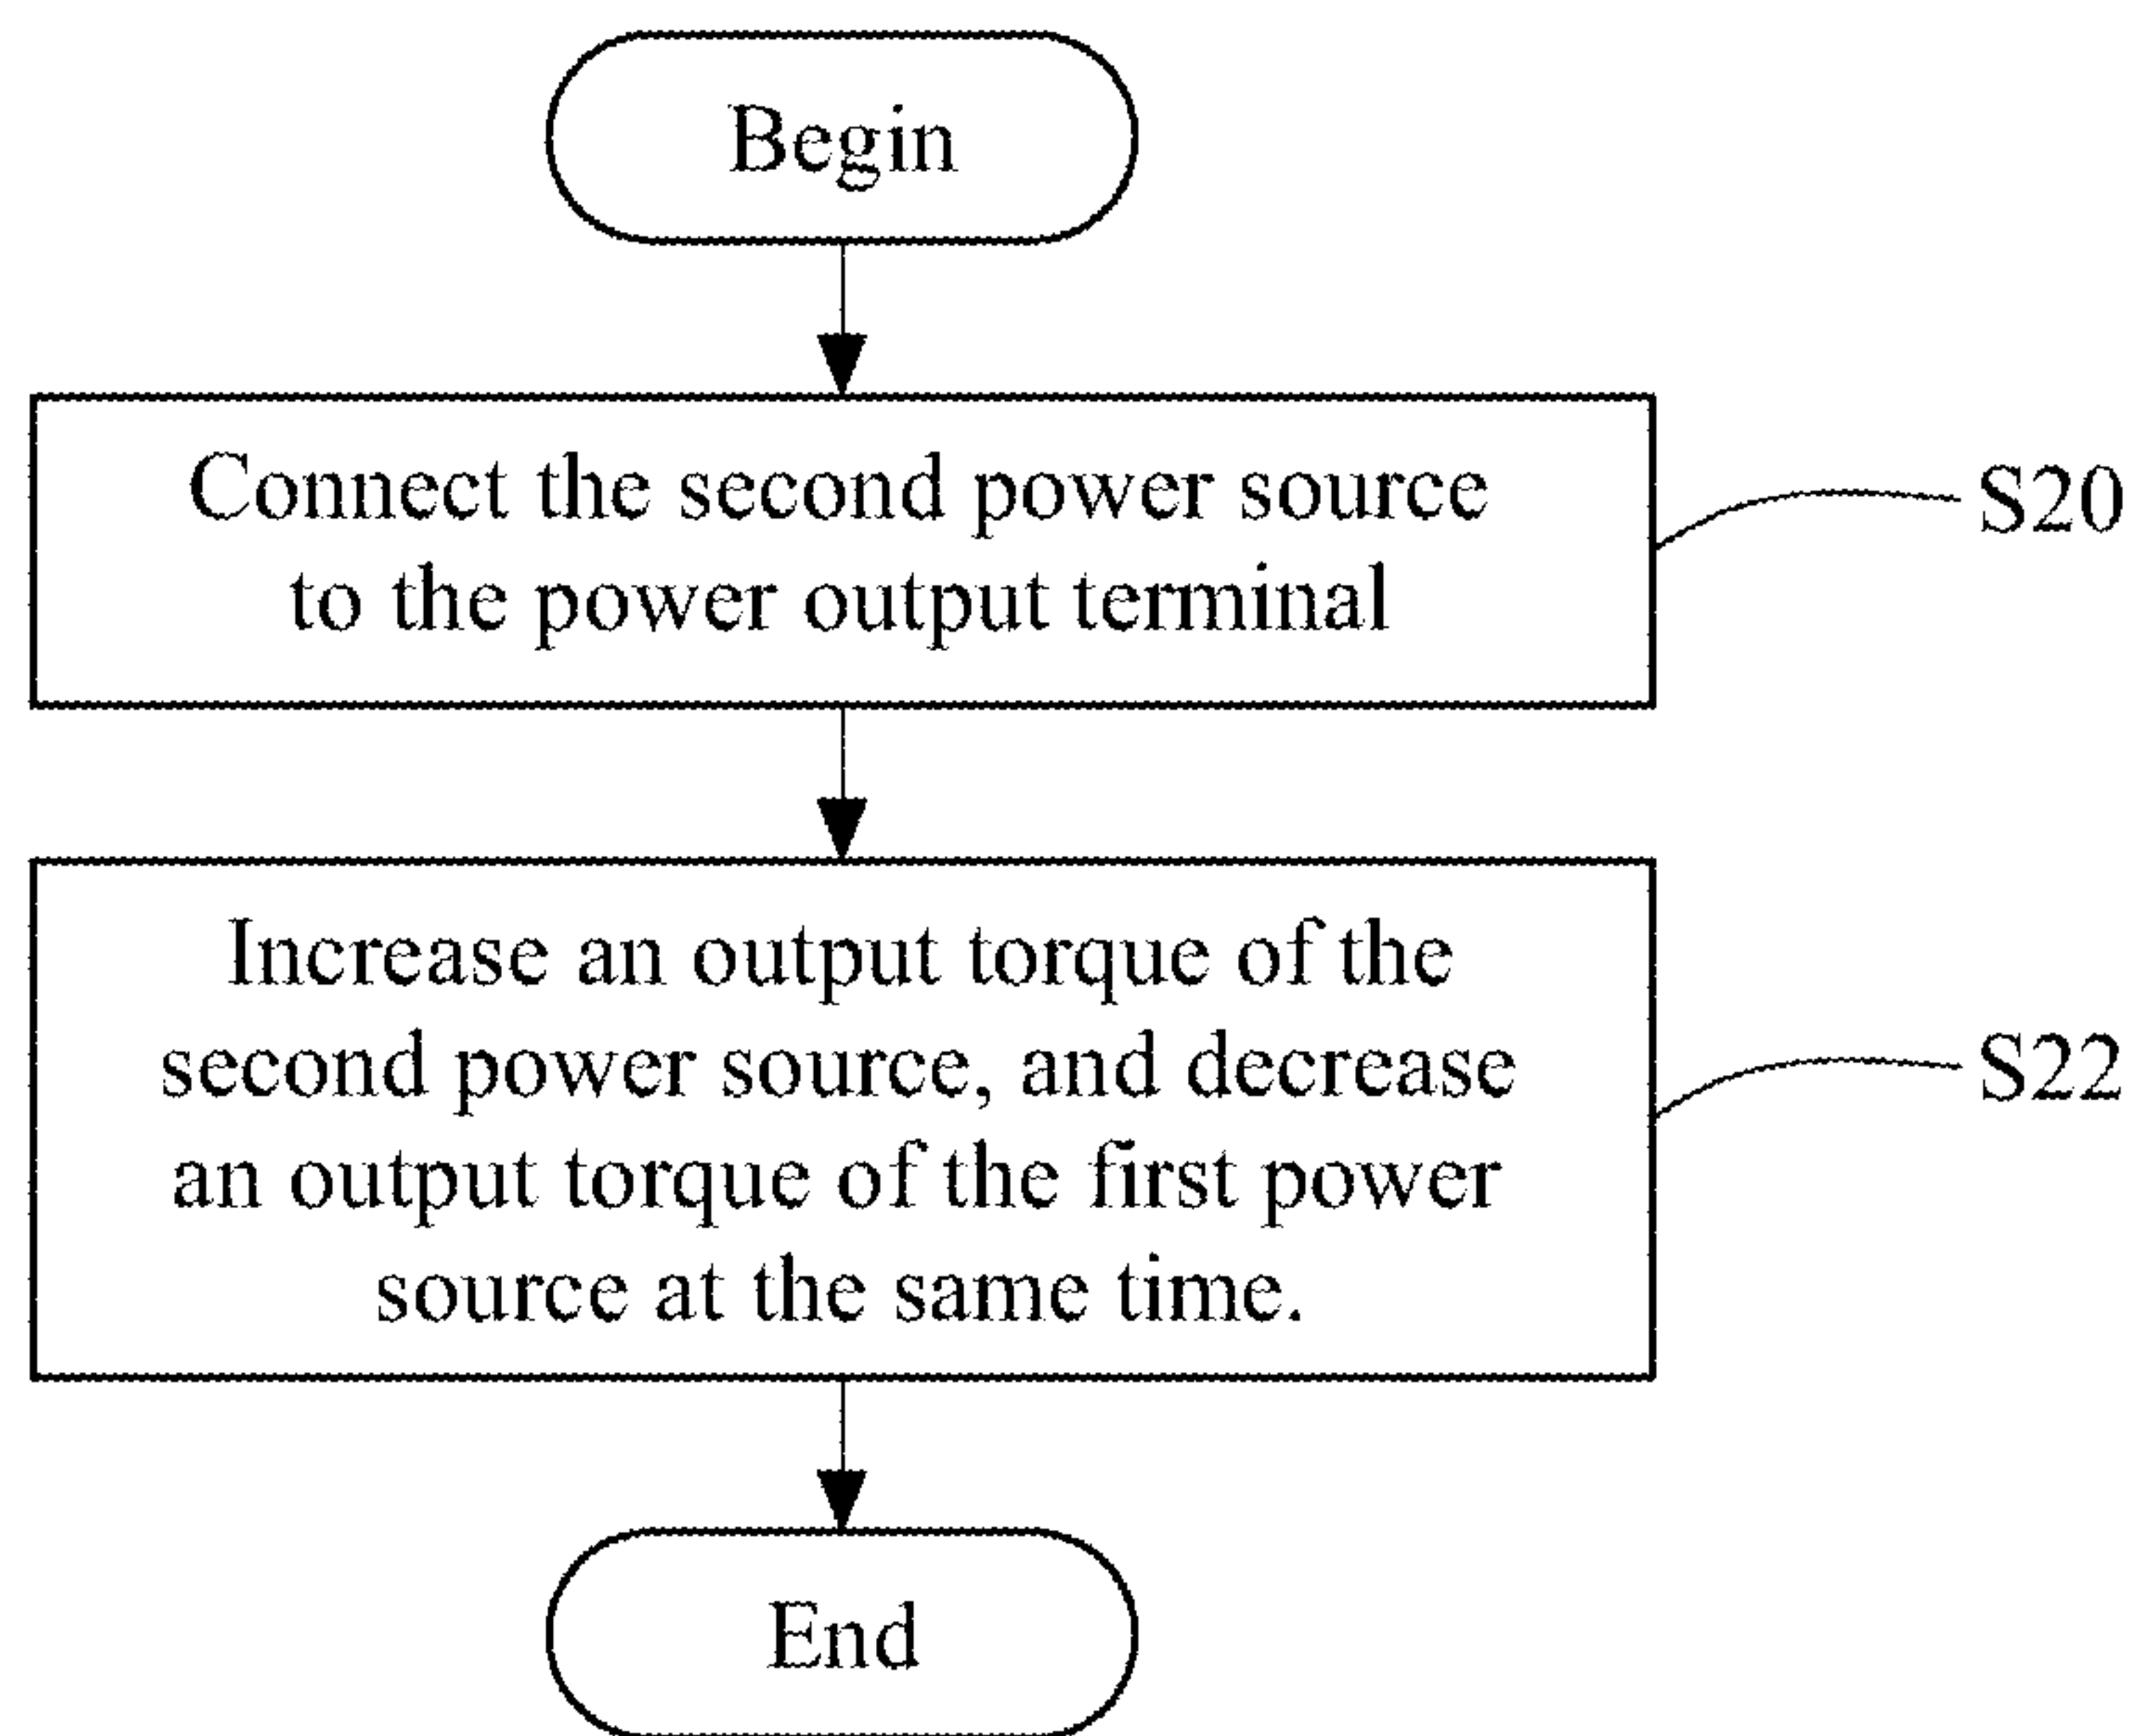 Begin
Connect the second power source
to the power output terminal
S20
Increase an output torque of the
second power source, and decrease
an output torque of the first power
source at the same time.
S22
End